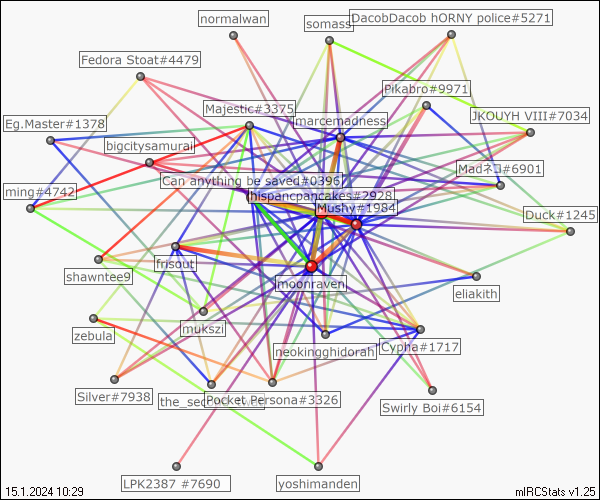 normalwan
somass
DacobDacob hORNY police#5271
Fedora Stoat#4479
Pikabro#9971
Majestic#3375
JKOUYH VIII#7034
marcemadness
Eg.Master#1378
bigcitysamurai
Madネコ#6901
Can anything be saved#0396
ming#4742
hispancpancakes#2928
Mushy#1984
Duck#1245
frisout
shawntee9
moonraven
eliakith
mukszi
zebula
neokingghidorah
Cypha#1717
Silver#7938
Pocket Persona#3326
Swirly Boi#6154
LPK2387 #7690
yoshimanden
15.1.2024 10:29
mIRCStats v1.25